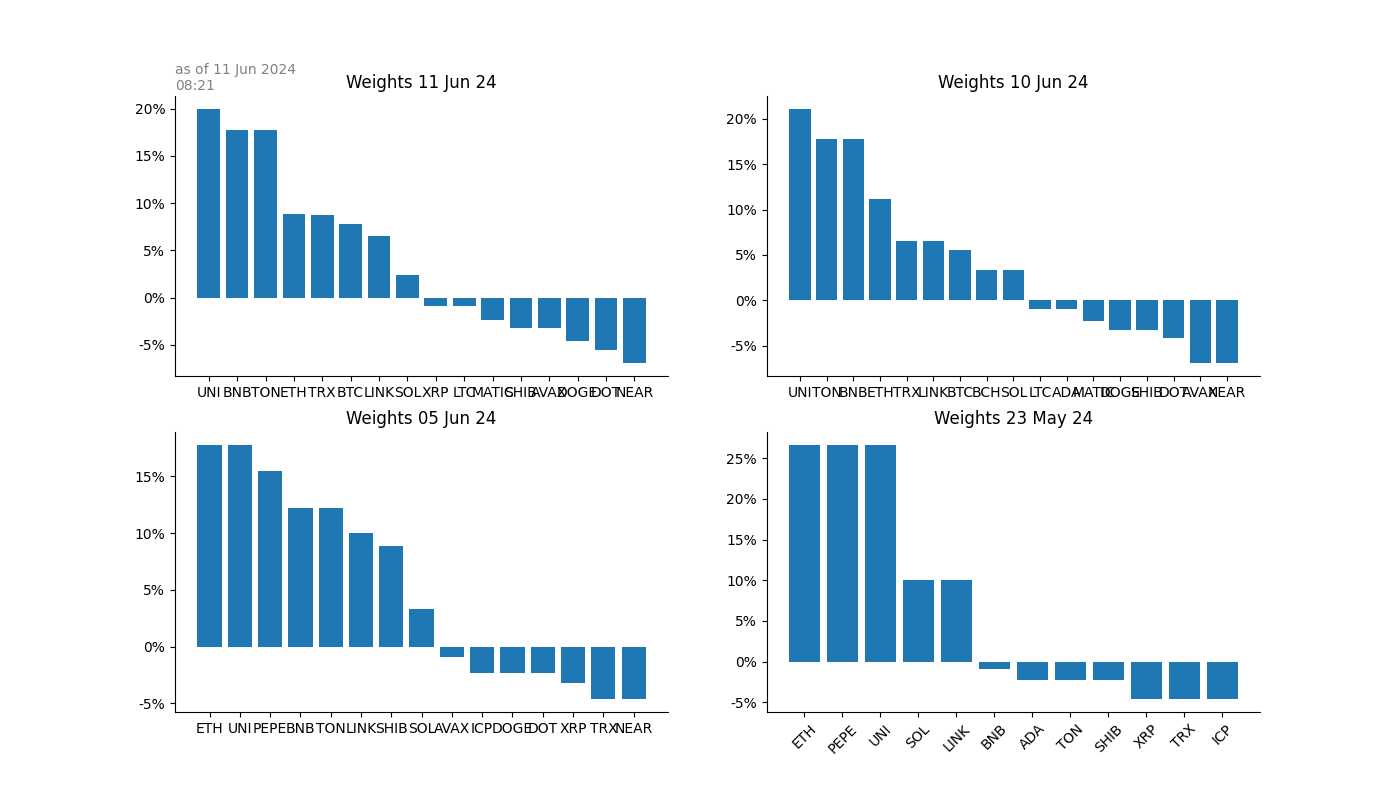 as of 11 Jun 2024
08:21
Weights 11 Jun 24
20%
15%
10%
5%
0%
-5%
UNI BNB TON ETH TRX BTC LINK SOL XRP LTC MATIC SHIB AVAX DOGE DOT NEAR
Weights 10 Jun 24
20%
15%
10%
5%
0%
-5%
UNI TON BNB ETH TRX LINK BTC BCH SOL LTC ADA MATIC DOGE SHIB DOT AVAX NEAR
Weights 05 Jun 24
15%
10%
5%
0%
-5%
ETH UNI PEPE BNB TON LINK SHIB SOL AVAX ICP DOGE DOT XRP TRX NEAR
Weights 23 May 24
25%
20%
15%
10%
5%
0%
-5%
ETH PEPE UNI SOL LINK BNB ADA TON SHIB XRP TRX ICP